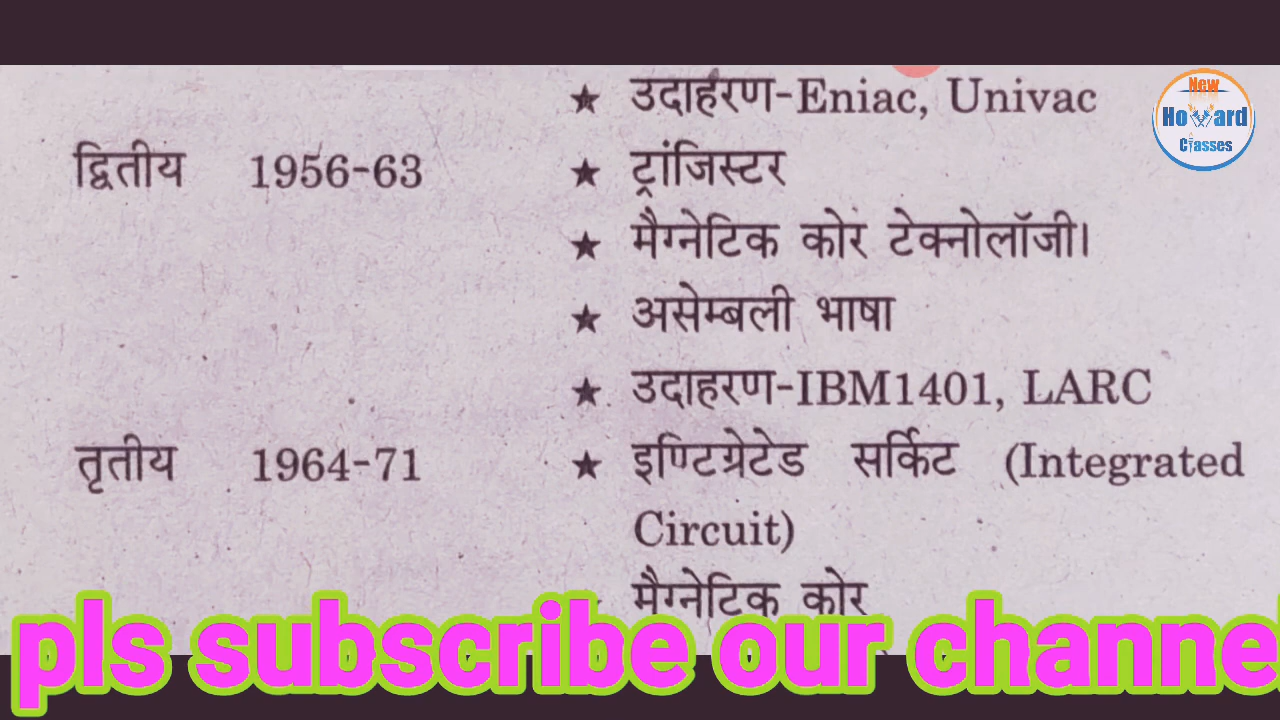 ★ उदाहरण-Eniac, Univac
New
Howard
Classes
द्वितीय 1956-63 ★ ट्रांजिस्टर
★ मैग्नेटिक कोर टेक्नोलॉजी।
★ असेम्बली भाषा
★ उदाहरण-IBM1401, LARC
तृतीय 1964-71 ★ इण्टिग्रेटेड सर्किट (Integrated
Circuit)
मैग्नेटिक कोर
pls subscribe our channe